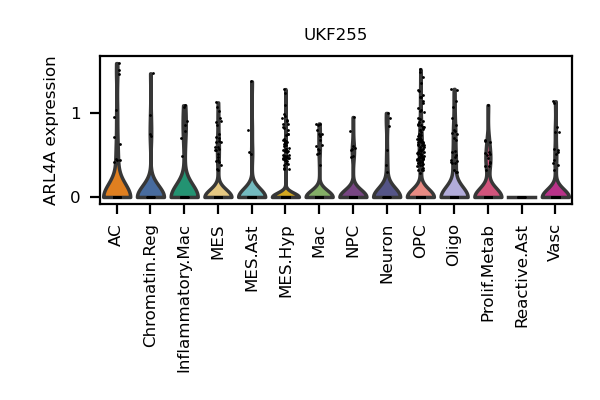 UKF255
ARL4A expression
1
0
AC
Chromatin.Reg
Inflammatory.Mac
MES
MES.Ast
MES.Hyp
Mac
NPC
Neuron
OPC
Oligo
Prolif.Metab
Reactive.Ast
Vasc